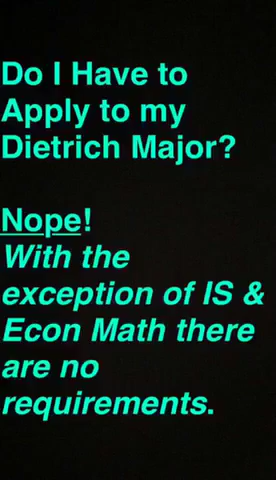 Do I Have to
Apply to my
Dietrich Major?
Nope!
With the
exception of IS &
Econ Math there
are no
requirements.